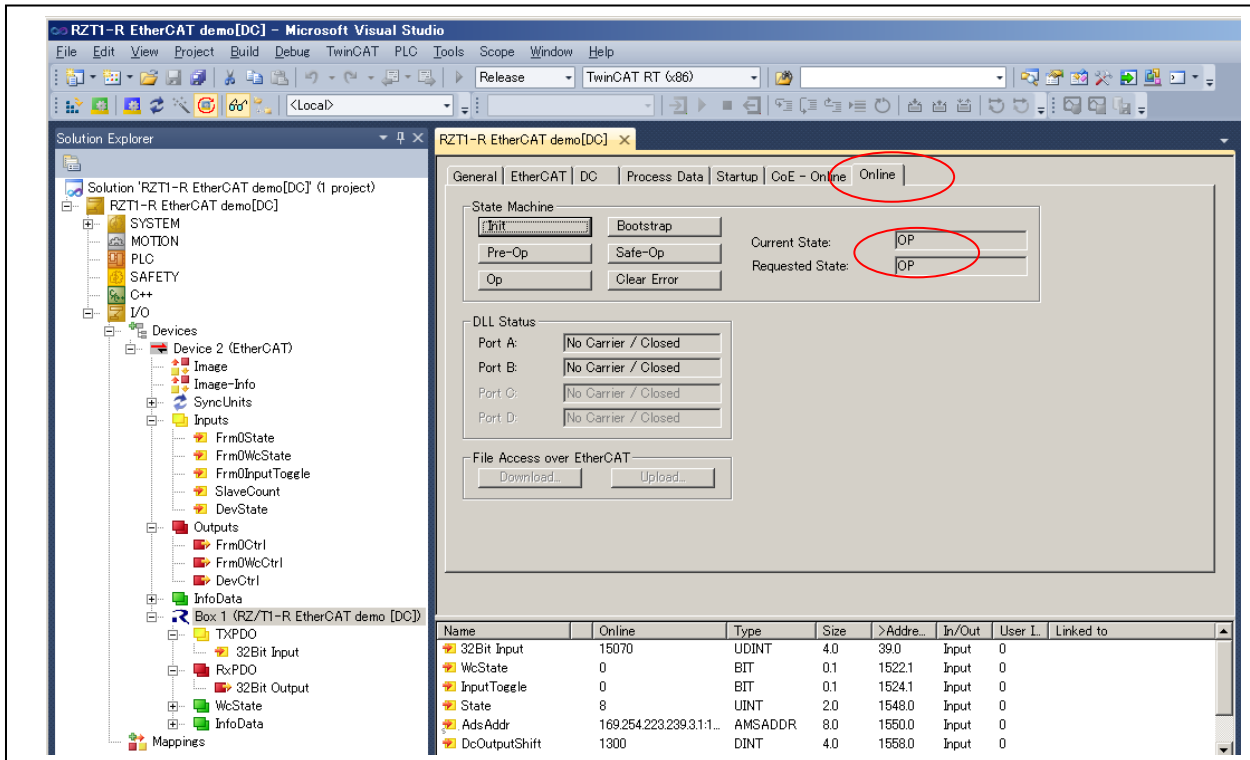 RZT1-R EtherCAT demo[DC] - Microsoft Visual Studio
File Edit View Project Build Debug TwinCAT PLC Tools Scope Window Help
Release TwinCAT RT (x86)
<Local>
Solution Explorer
RZT1-R EtherCAT demo[DC]
General EtherCAT DC Process Data Startup CoE - Online Online
Solution 'RZT1-R EtherCAT demo[DC]' (1 project)
RZT1-R EtherCAT demo[DC]
SYSTEM
MOTION
PLC
SAFETY
C++
I/O
Devices
Device 2 (EtherCAT)
Image
Image-Info
SyncUnits
Inputs
Frm0State
Frm0WcState
Frm0InputToggle
SlaveCount
DevState
Outputs
Frm0Ctrl
Frm0WcCtrl
DevCtrl
InfoData
Box 1 (RZ/T1-R EtherCAT demo [DC])
TXPDO
32Bit Input
RxPDO
32Bit Output
WcState
InfoData
Mappings
State Machine
Init Bootstrap
Pre-Op Safe-Op
Op Clear Error
Current State: OP
Requested State: OP
DLL Status
Port A: No Carrier / Closed
Port B: No Carrier / Closed
Port C: No Carrier / Closed
Port D: No Carrier / Closed
File Access over EtherCAT
Download... Upload...
Name Online Type Size >Addre... In/Out User I... Linked to
32Bit Input 15070 UDINT 4.0 39.0 Input 0
WcState 0 BIT 0.1 1522.1 Input 0
InputToggle 0 BIT 0.1 1524.1 Input 0
State 8 UINT 2.0 1548.0 Input 0
AdsAddr 169.254.223.239.3.1:1... AMSADDR 8.0 1550.0 Input 0
DcOutputShift 1300 DINT 4.0 1558.0 Input 0